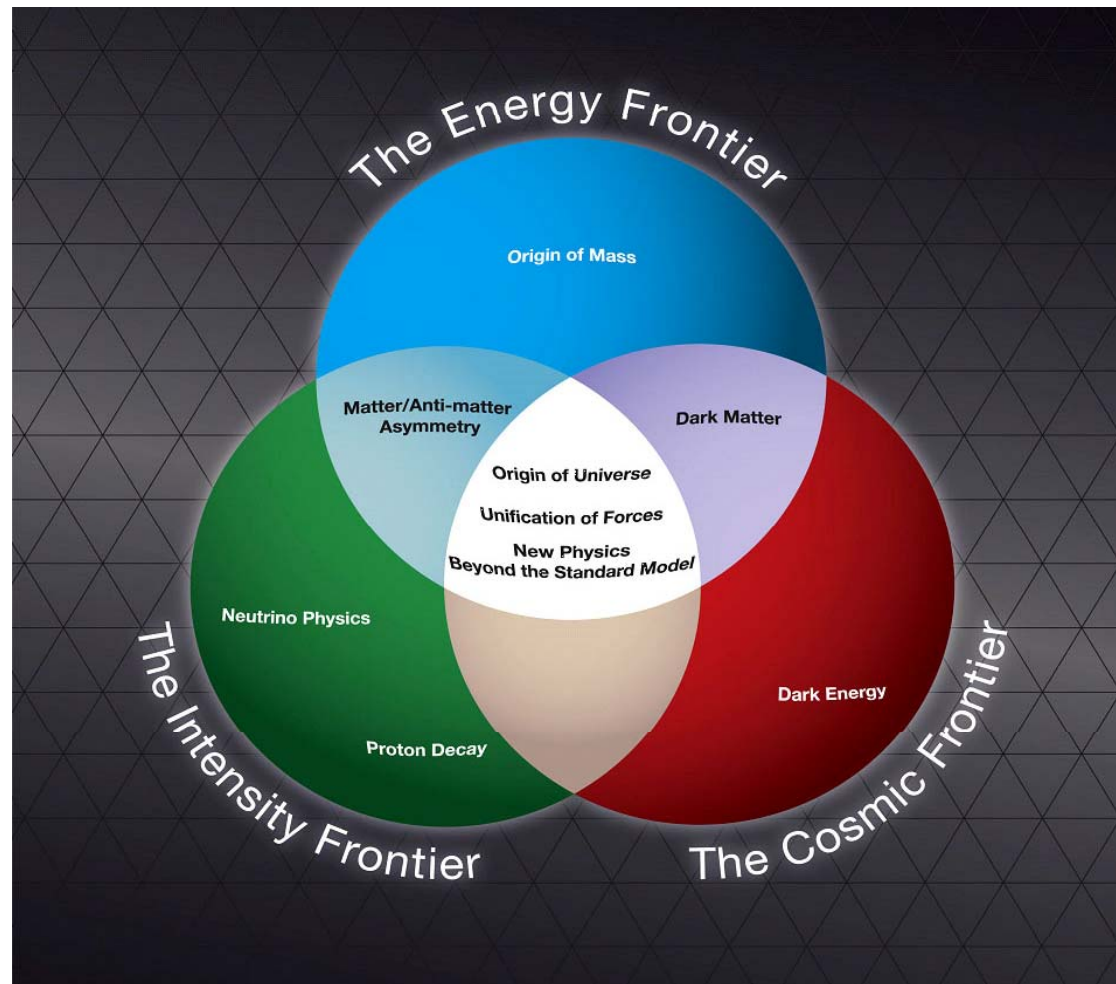 The Energy Frontier
Origin of Mass
Matter/Anti-matter
Asymmetry
Dark Matter
Origin of Universe
Unification of Forces
New Physics
Beyond the Standard Model
Neutrino Physics
Dark Energy
Proton Decay
The Intensity Frontier
The Cosmic Frontier